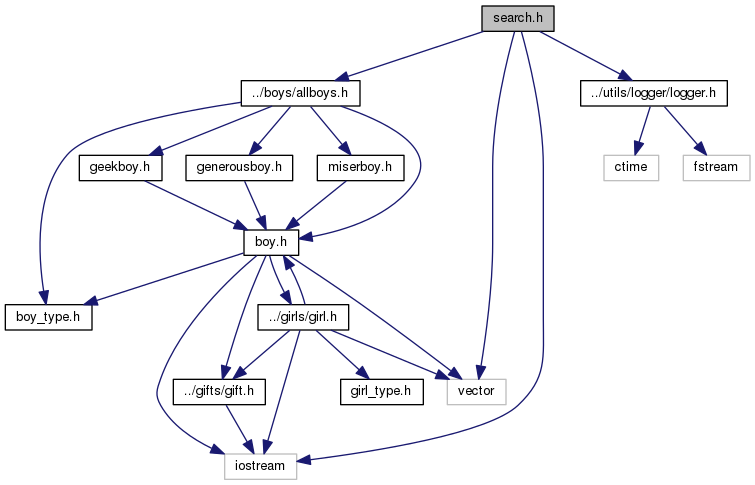 search.h
../boys/allboys.h
../utils/logger/logger.h
geekboy.h
generousboy.h
miserboy.h
ctime
fstream
boy.h
boy_type.h
../girls/girl.h
../gifts/gift.h
girl_type.h
vector
iostream